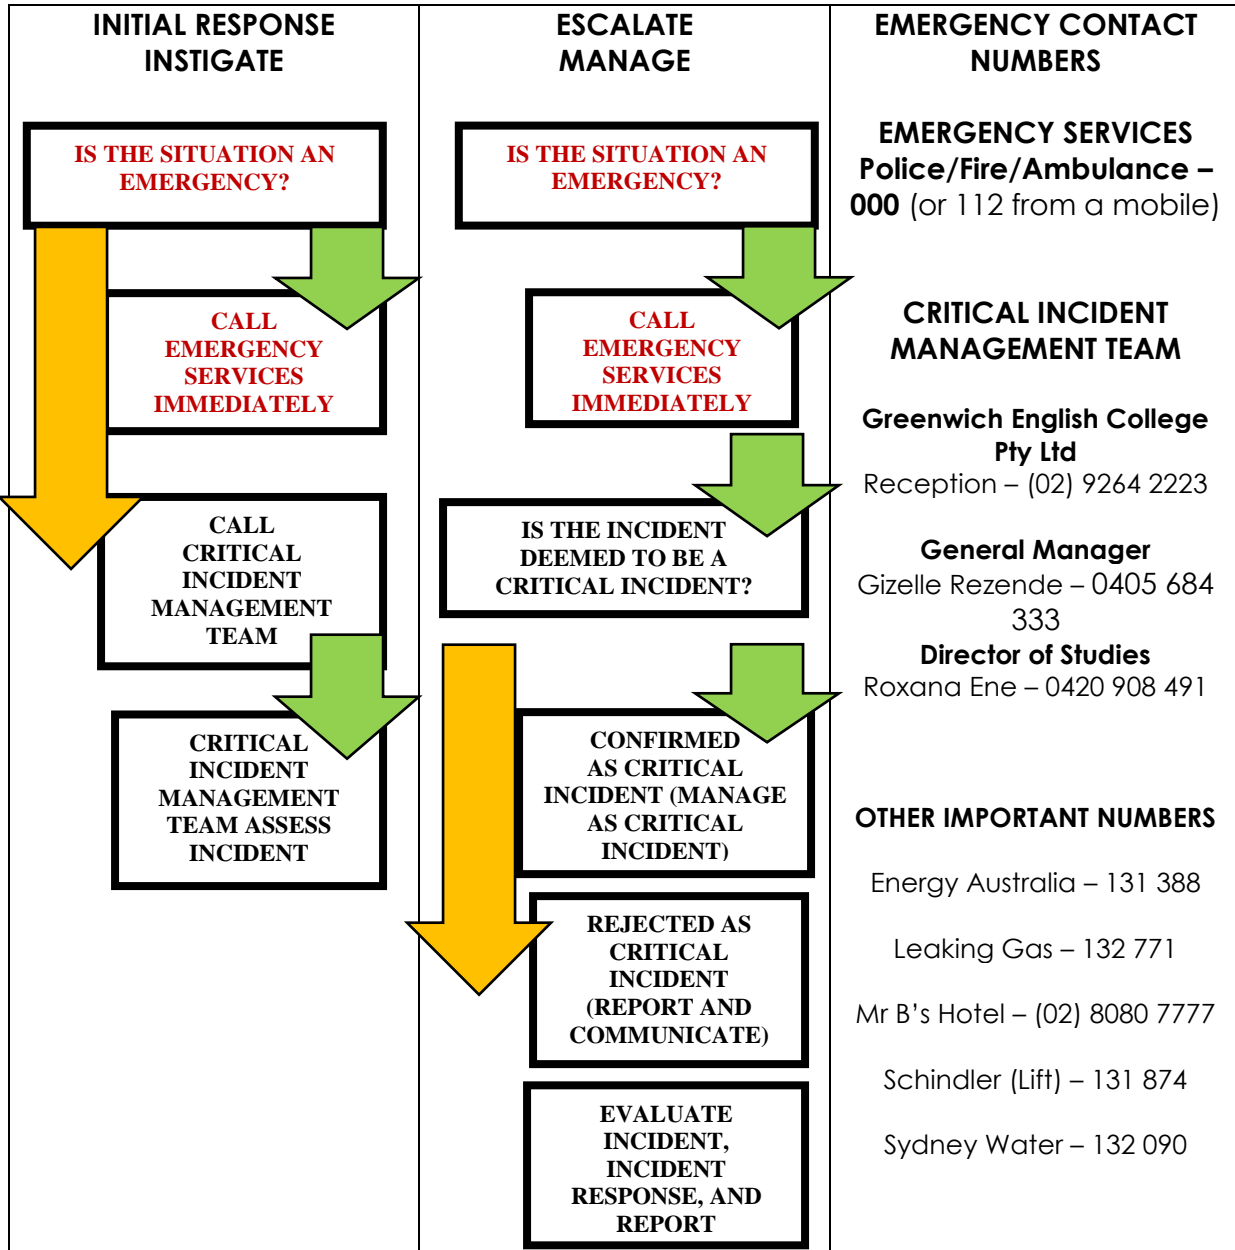 INITIAL RESPONSE
INSTIGATE
IS THE SITUATION AN
EMERGENCY?
CALL
EMERGENCY
SERVICES
IMMEDIATELY
CALL
CRITICAL
INCIDENT
MANAGEMENT
TEAM
CRITICAL
INCIDENT
MANAGEMENT
TEAM ASSESS
INCIDENT
ESCALATE
MANAGE
IS THE SITUATION AN
EMERGENCY?
CALL
EMERGENCY
SERVICES
IMMEDIATELY
IS THE INCIDENT
DEEMED TO BE A
CRITICAL INCIDENT?
CONFIRMED
AS CRITICAL
INCIDENT (MANAGE
AS CRITICAL
INCIDENT)
REJECTED AS
CRITICAL
INCIDENT
(REPORT AND
COMMUNICATE)
EVALUATE
INCIDENT,
INCIDENT
RESPONSE, AND
REPORT
EMERGENCY CONTACT
NUMBERS
EMERGENCY SERVICES
Police/Fire/Ambulance –
000 (or 112 from a mobile)
CRITICAL INCIDENT
MANAGEMENT TEAM
Greenwich English College
Pty Ltd
Reception – (02) 9264 2223
General Manager
Gizelle Rezende – 0405 684
333
Director of Studies
Roxana Ene – 0420 908 491
OTHER IMPORTANT NUMBERS
Energy Australia – 131 388
Leaking Gas – 132 771
Mr B’s Hotel – (02) 8080 7777
Schindler (Lift) – 131 874
Sydney Water – 132 090